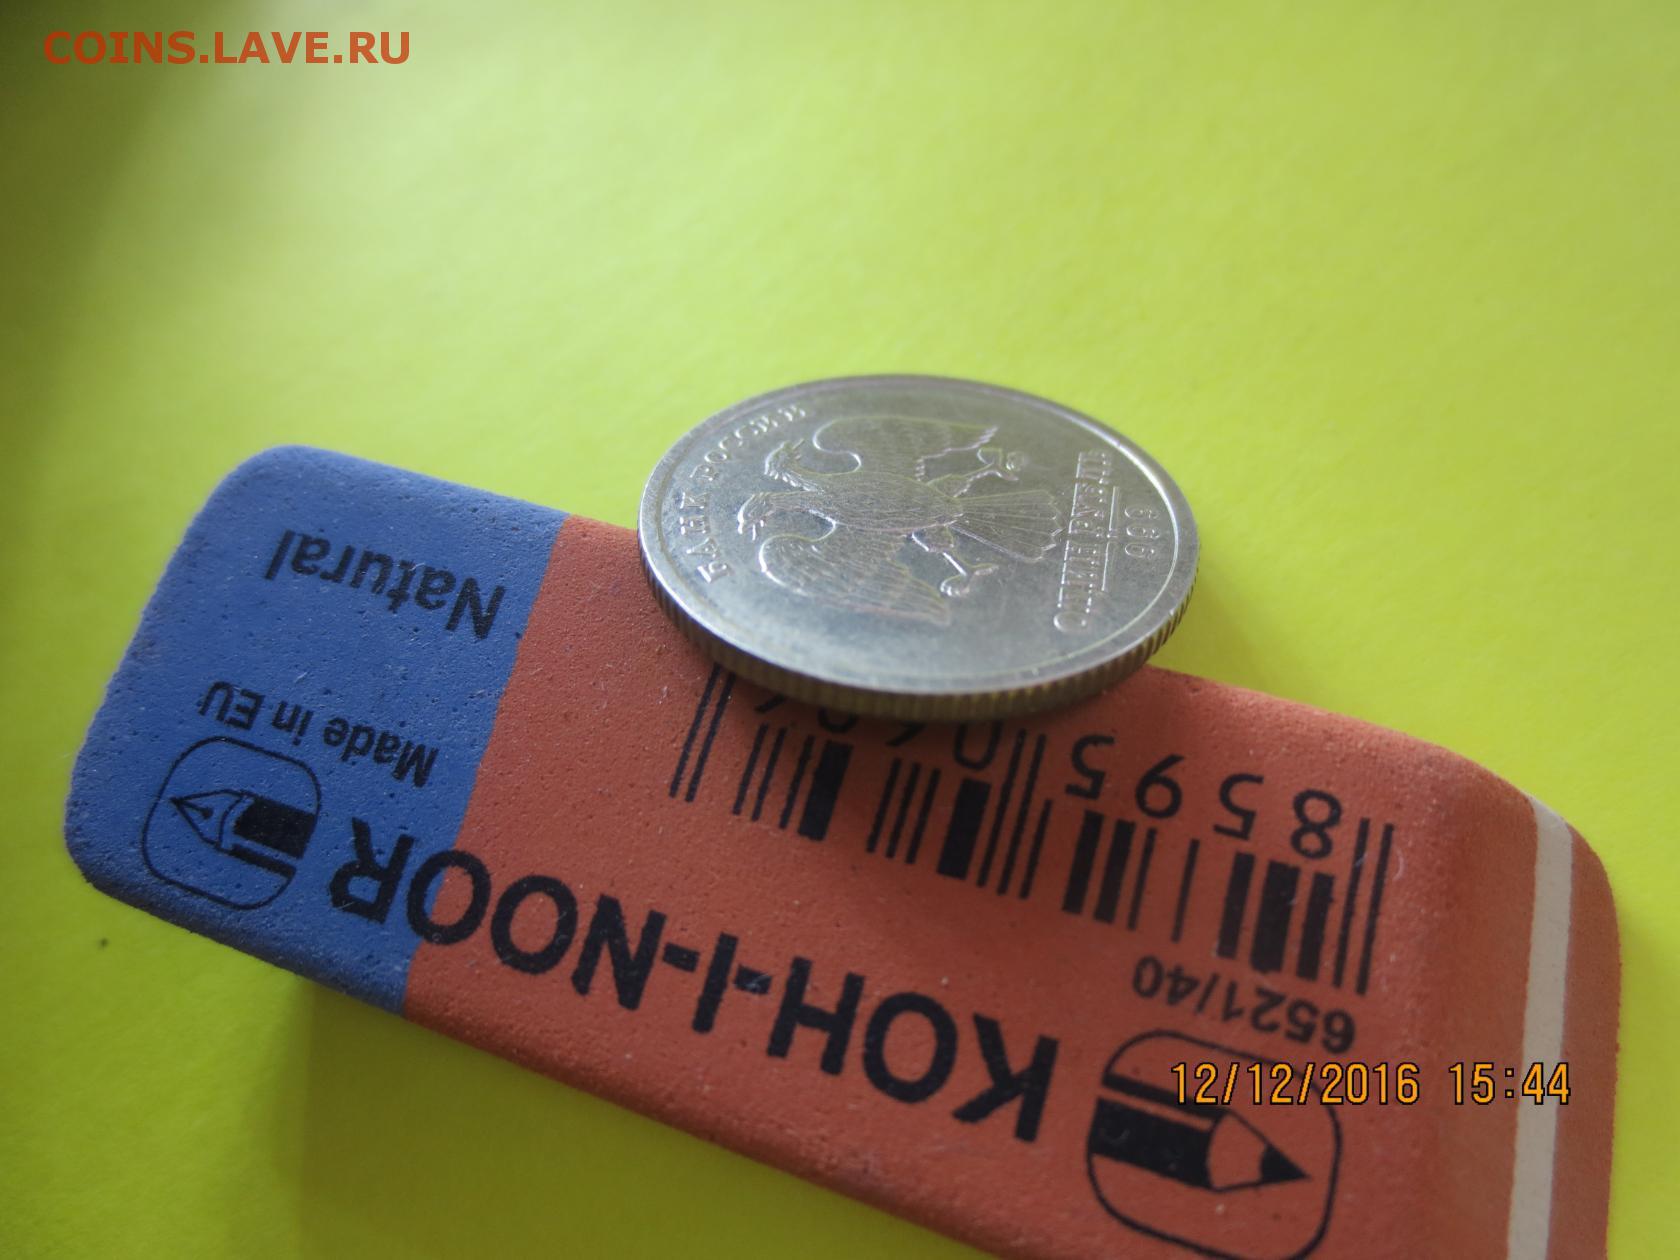 COINS.LAVE.RU
БАНК РОССИИ
ОДИН РУБЛЬ
1999
Natural
Made in EU
KOH-I-NOOR
8595
6521/40
12/12/2016 15:44